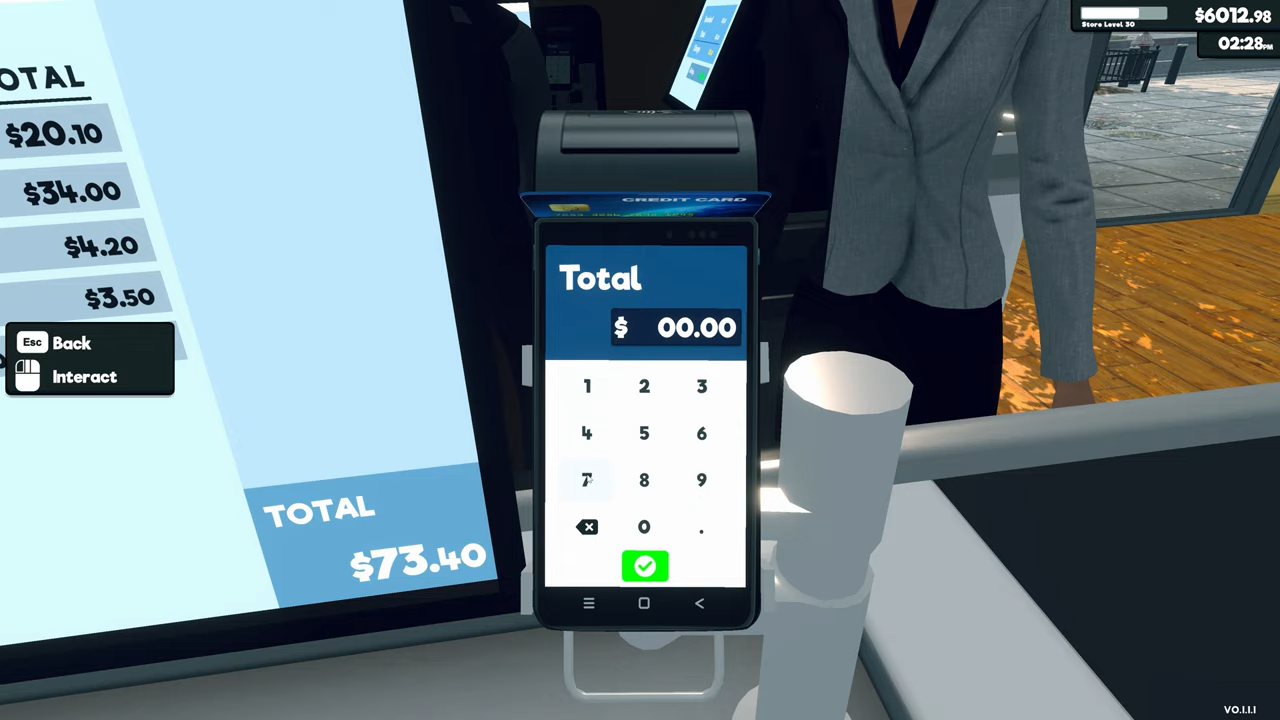 $6012.98
Store Level 30
02:28PM
OTAL
$20.10
$34.00
$4.20
$3.50
Esc Back
Interact
TOTAL
$73.40
CREDIT CARD
Total
$ 00.00
1 2 3
4 5 6
7 8 9
0 .
V0.1.1.1